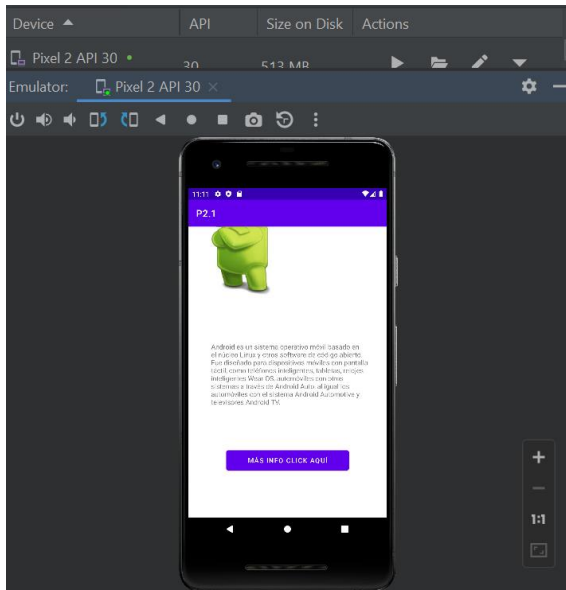 Device API Size on Disk Actions
Pixel 2 API 30 30 513 MB
Emulator: Pixel 2 API 30
11:11
P2.1
Android es un sistema operativo móvil basado en
el núcleo Linux y otros software de código abierto.
Fue diseñado para dispositivos móviles con pantalla
táctil, como teléfonos inteligentes, tabletas, relojes
inteligentes Wear OS, automóviles con otros
sistemas a través de Android Auto, al igual los
automóviles con el sistema Android Automotive y
televisores Android TV.
MÁS INFO CLICK AQUÍ
1:1